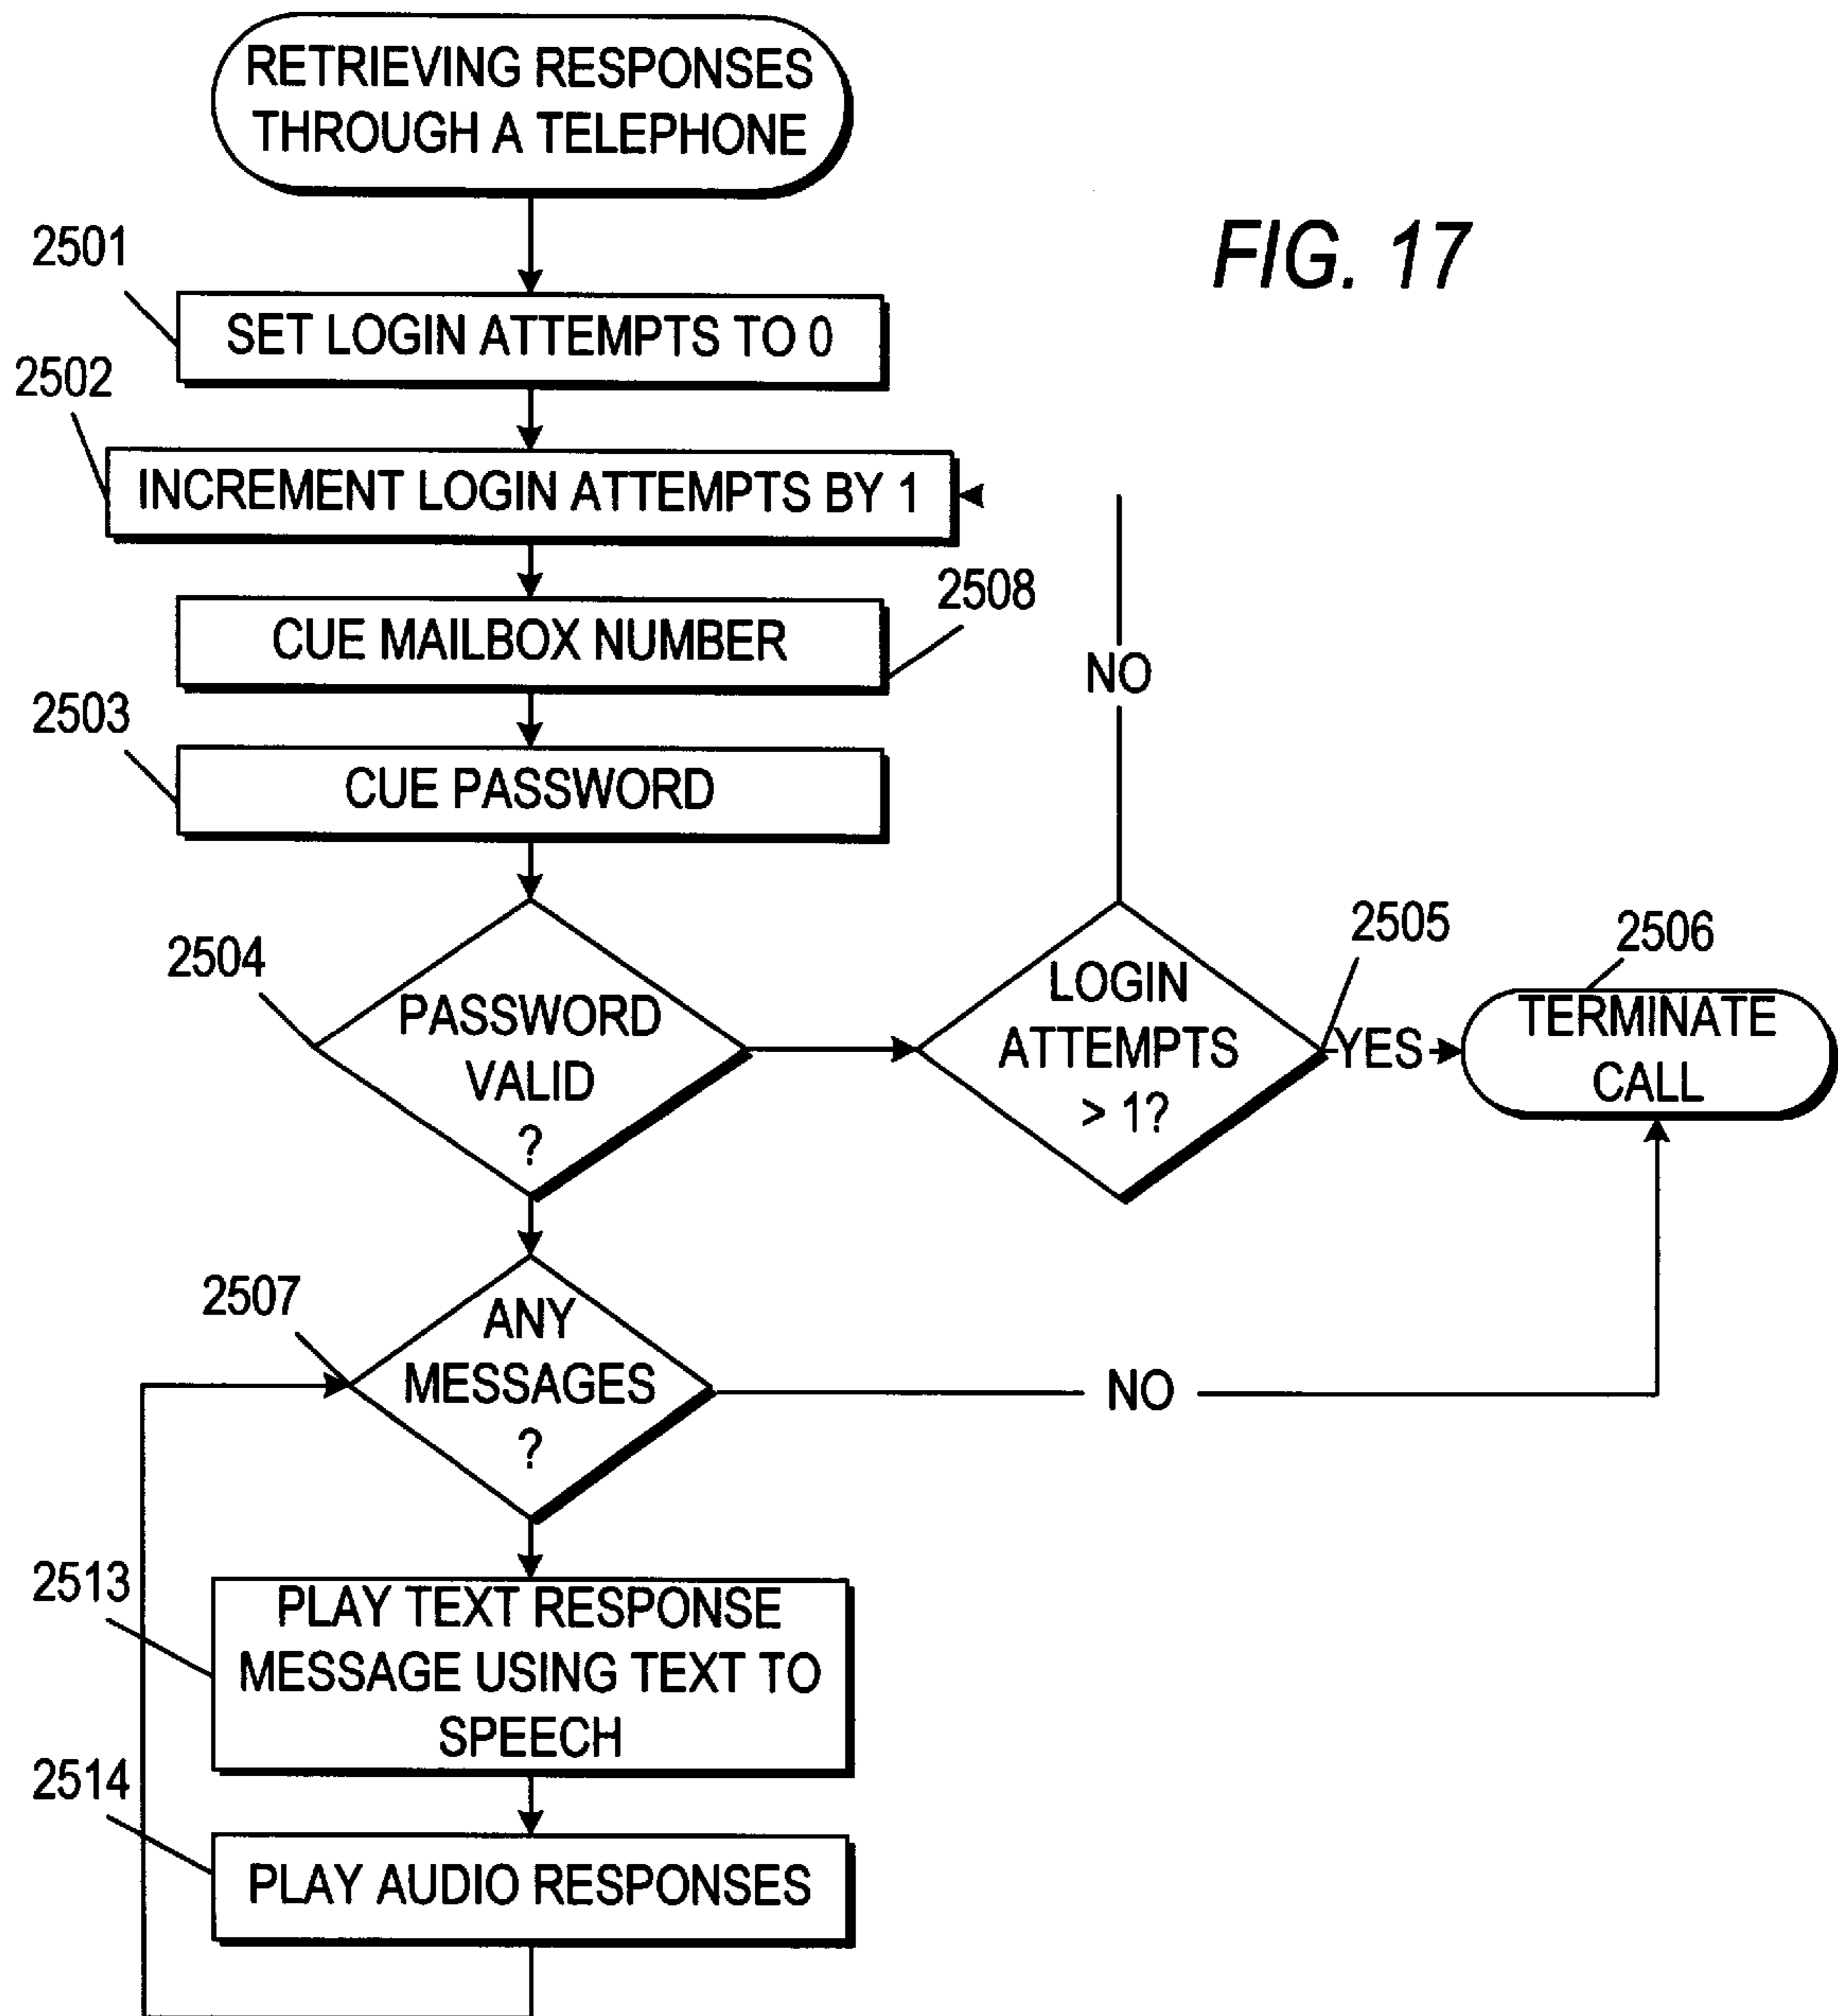 RETRIEVING RESPONSES
THROUGH A TELEPHONE
FIG. 17
2501
SET LOGIN ATTEMPTS TO 0
2502
INCREMENT LOGIN ATTEMPTS BY 1
2508
CUE MAILBOX NUMBER
NO
2503
CUE PASSWORD
2504
PASSWORD
VALID
?
2505
LOGIN
ATTEMPTS
> 1?
YES
2506
TERMINATE
CALL
2507
ANY
MESSAGES
?
NO
2513
PLAY TEXT RESPONSE
MESSAGE USING TEXT TO
SPEECH
2514
PLAY AUDIO RESPONSES